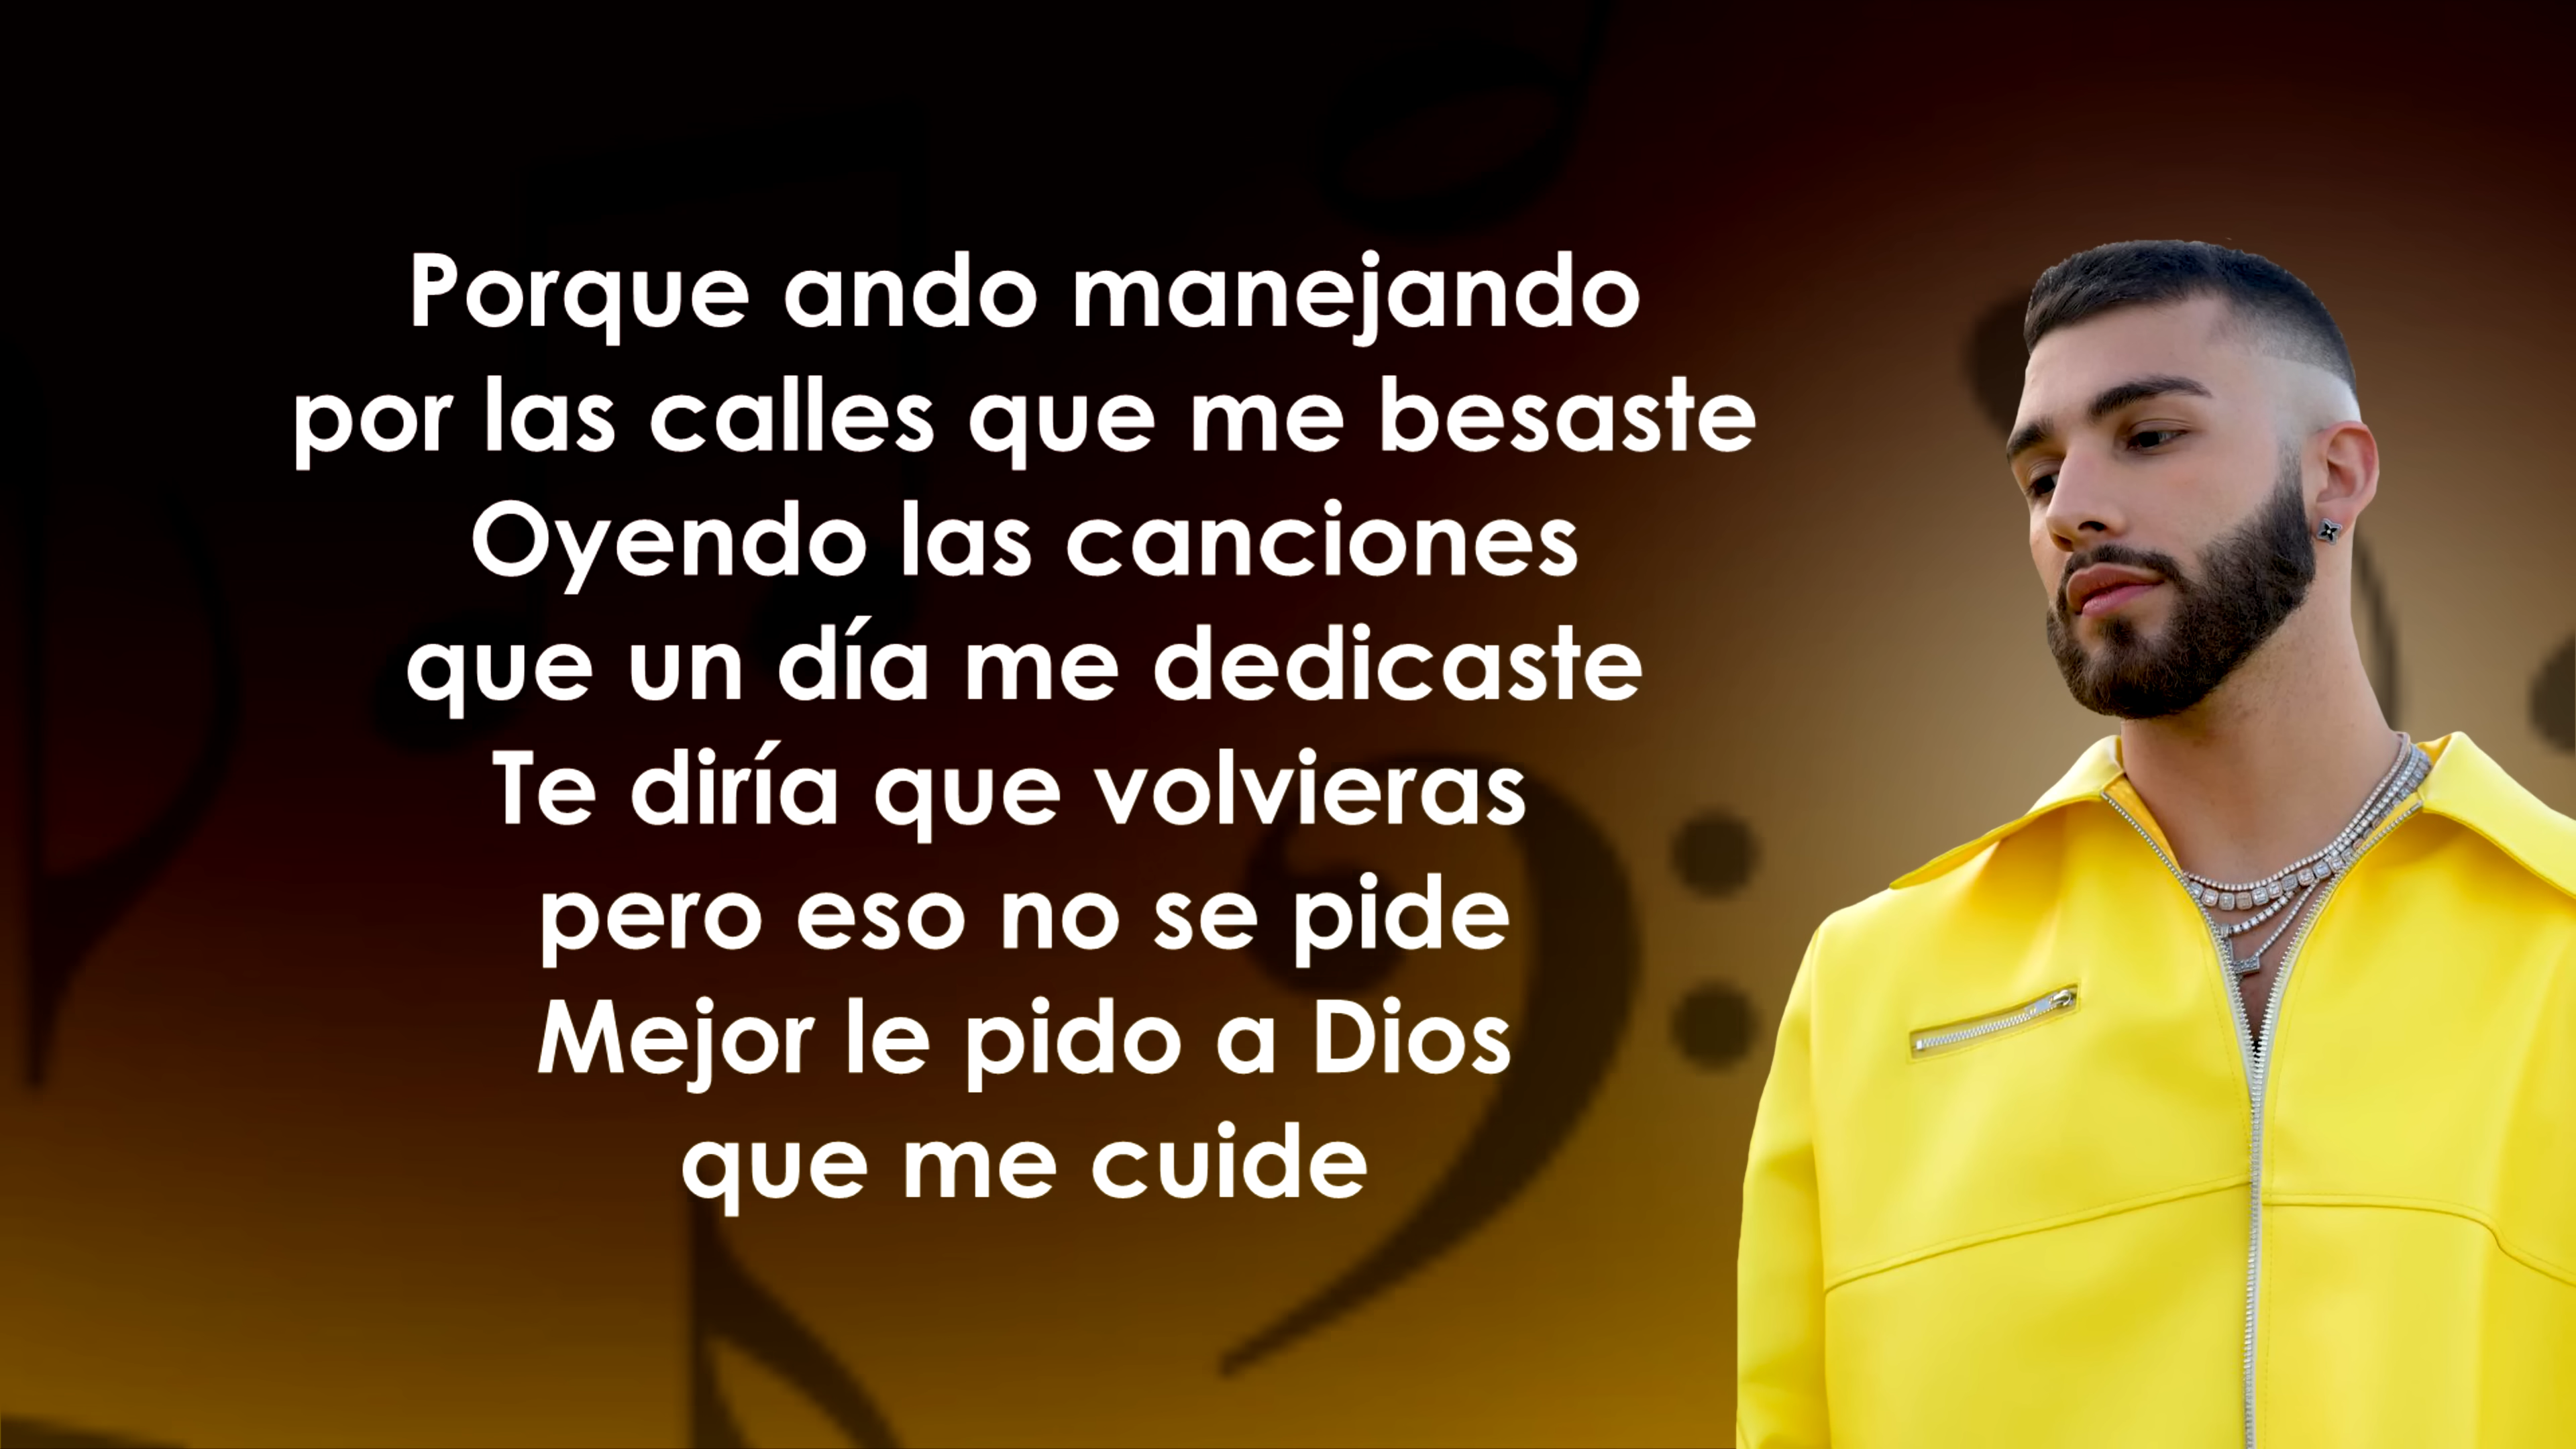 Porque ando manejando
por las calles que me besaste
Oyendo las canciones
que un día me dedicaste
Te diría que volvieras
pero eso no se pide
Mejor le pido a Dios
que me cuide